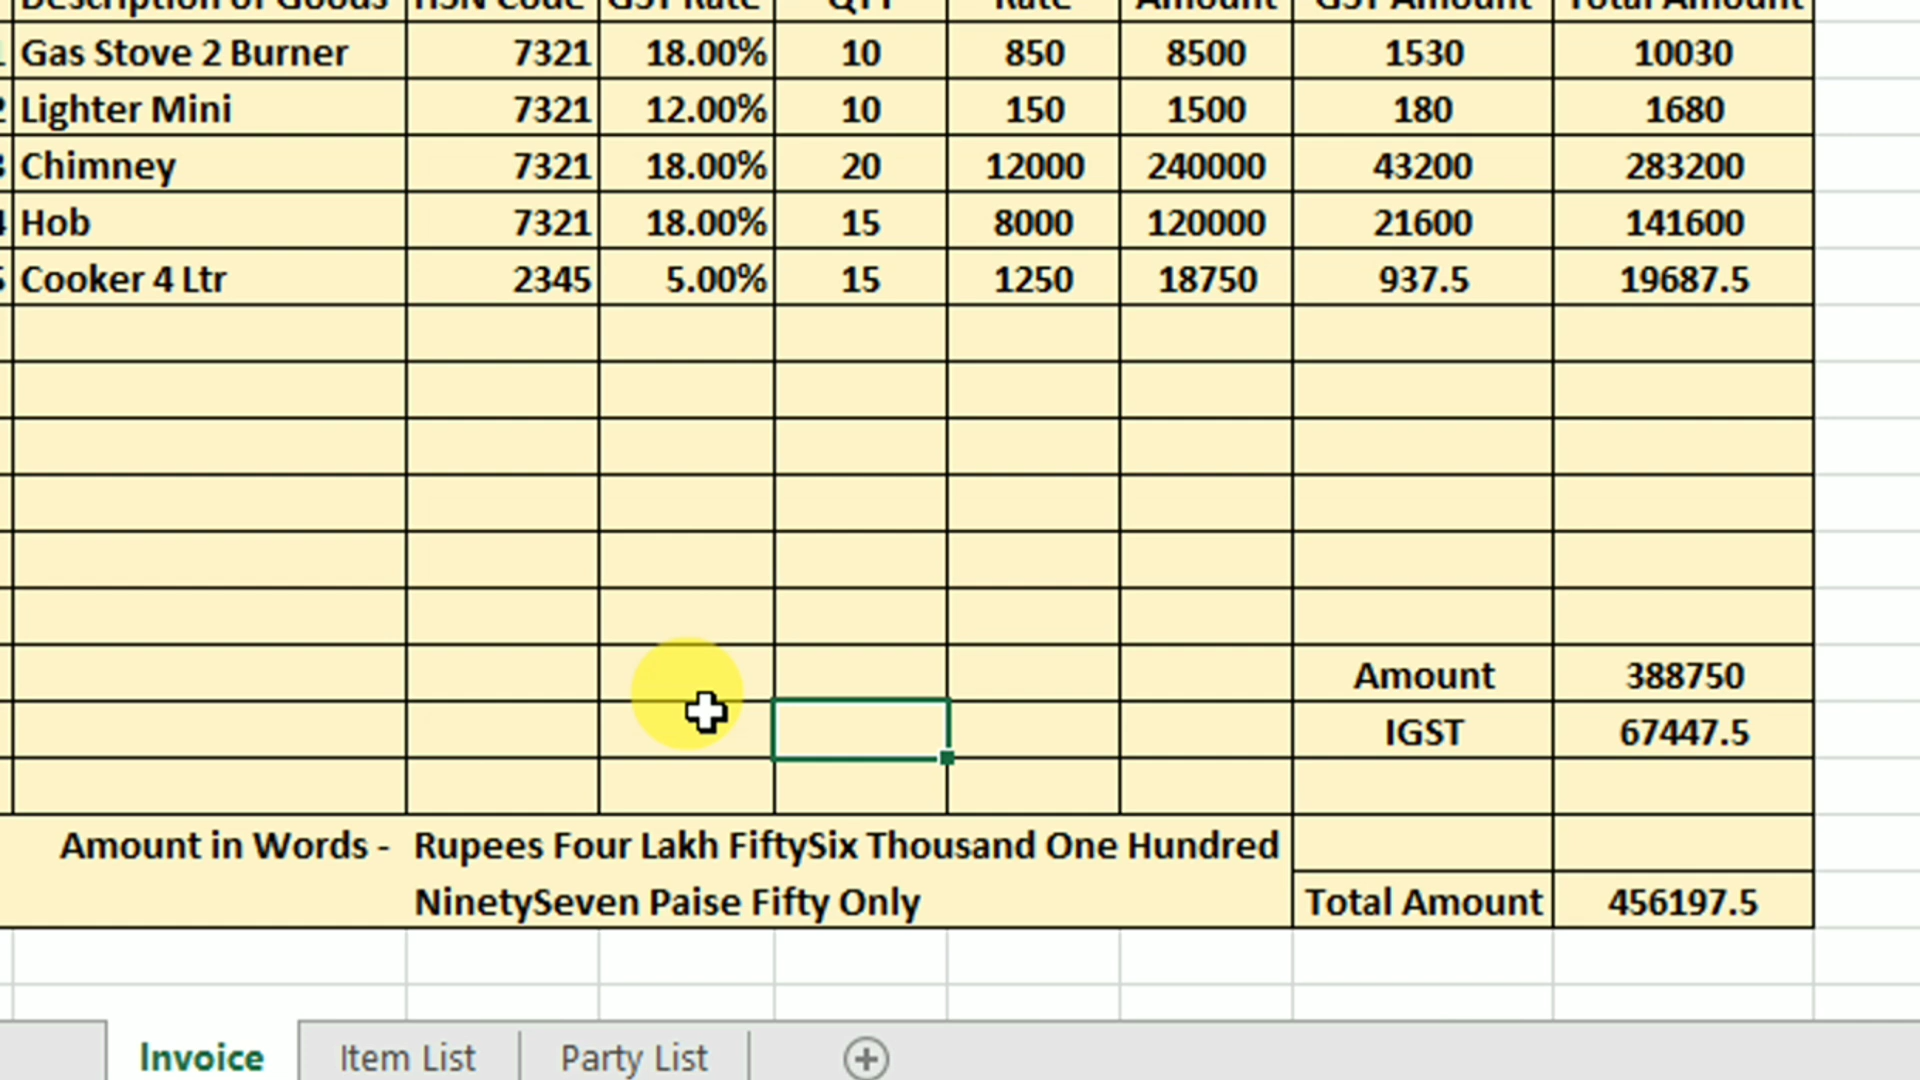 Description of Goods HSN Code GST Rate QTY Rate Amount GST Amount Total Amount
1 Gas Stove 2 Burner 7321 18.00% 10 850 8500 1530 10030
2 Lighter Mini 7321 12.00% 10 150 1500 180 1680
3 Chimney 7321 18.00% 20 12000 240000 43200 283200
4 Hob 7321 18.00% 15 8000 120000 21600 141600
5 Cooker 4 Ltr 2345 5.00% 15 1250 18750 937.5 19687.5
Amount 388750
IGST 67447.5
Amount in Words - Rupees Four Lakh FiftySix Thousand One Hundred
NinetySeven Paise Fifty Only Total Amount 456197.5
Invoice Item List Party List